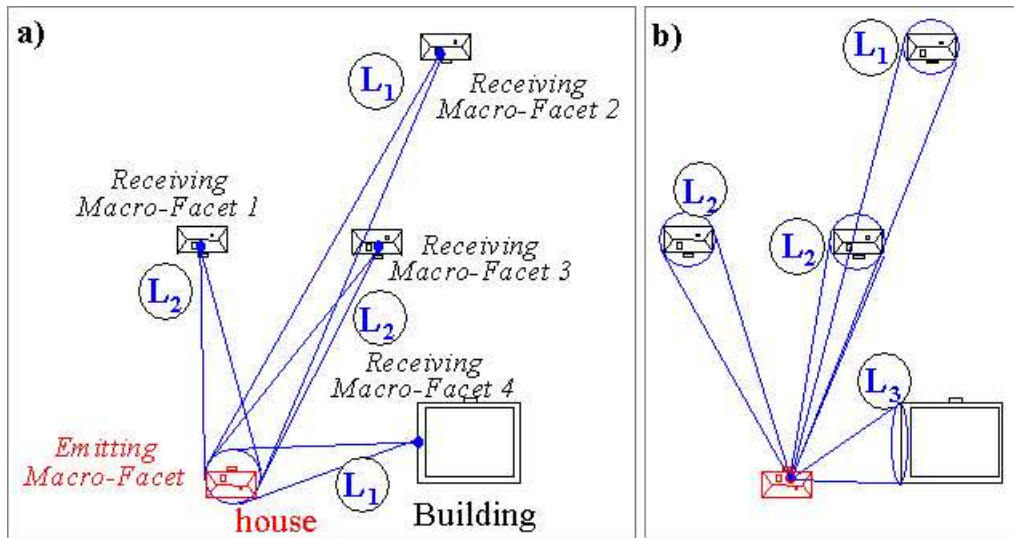 a)
L1
Receiving
Macro-Facet 2
Receiving
Macro-Facet 1
Receiving
Macro-Facet 3
L2
L2
Receiving
Macro-Facet 4
Emitting
Macro-Facet
L1
house
Building
b)
L1
L2
L2
L3